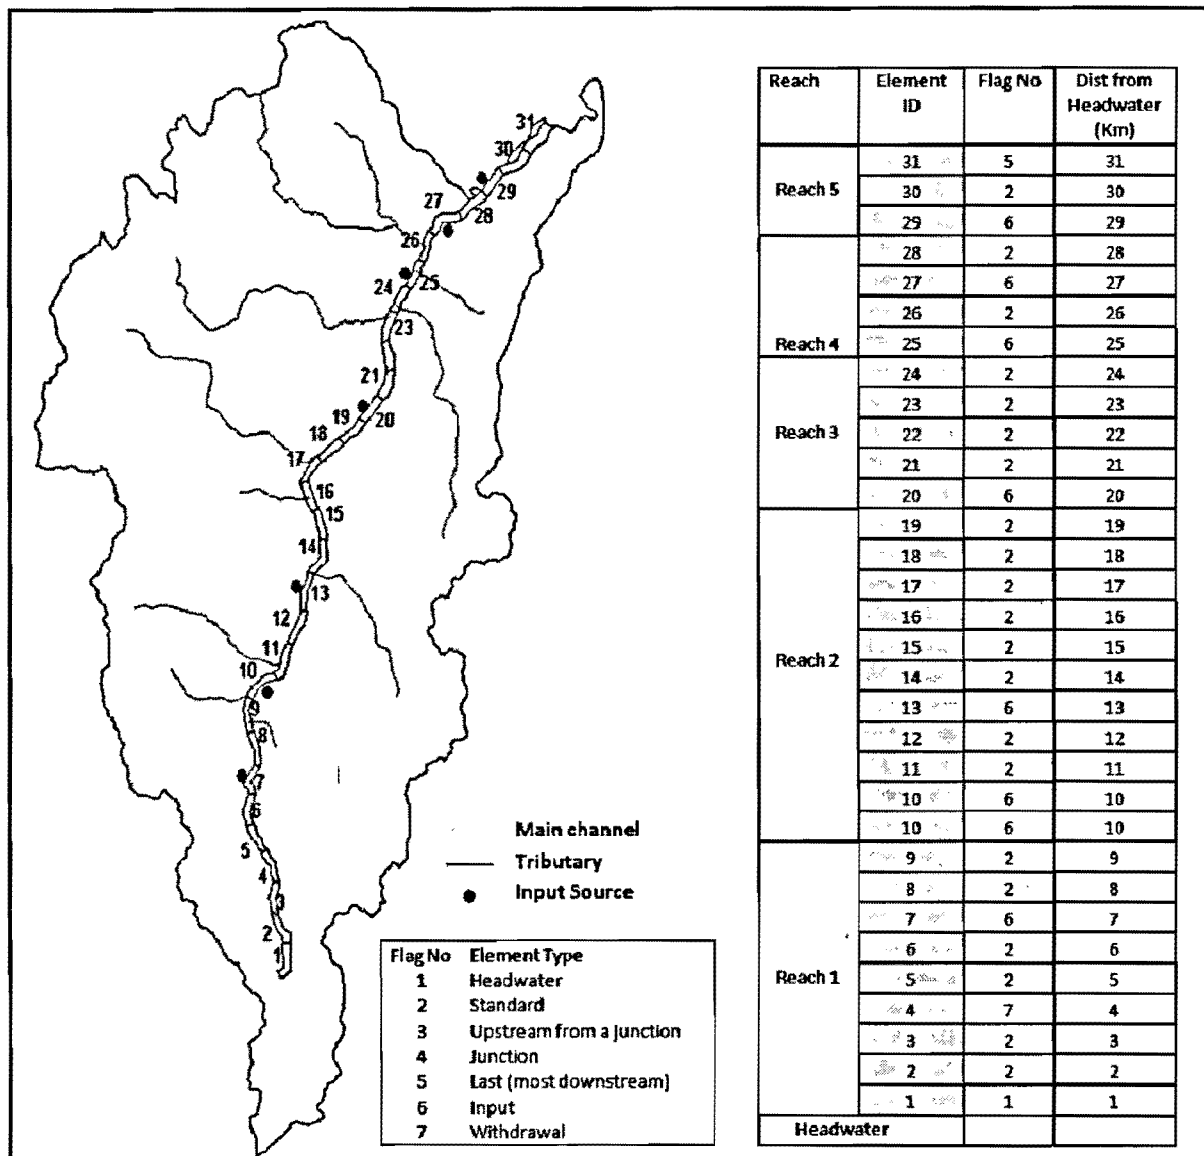 31
30
29
27
28
26
25
24
23
21
20
19
18
17
16
15
14
13
12
11
10
9
8
7
6
5
4
3
2
1
Main channel
Tributary
Input Source
Flag No Element Type
1 Headwater
2 Standard
3 Upstream from a junction
4 Junction
5 Last (most downstream)
6 Input
7 Withdrawal
Reach Element ID Flag No Dist from Headwater (Km)
31 5 31
Reach 5 30 2 30
29 6 29
28 2 28
27 6 27
26 2 26
Reach 4 25 6 25
24 2 24
23 2 23
Reach 3 22 2 22
21 2 21
20 6 20
19 2 19
18 2 18
17 2 17
16 2 16
Reach 2 15 2 15
14 2 14
13 6 13
12 2 12
11 2 11
10 6 10
10 6 10
9 2 9
8 2 8
7 6 7
6 2 6
Reach 1 5 2 5
4 7 4
3 2 3
2 2 2
1 1 1
Headwater